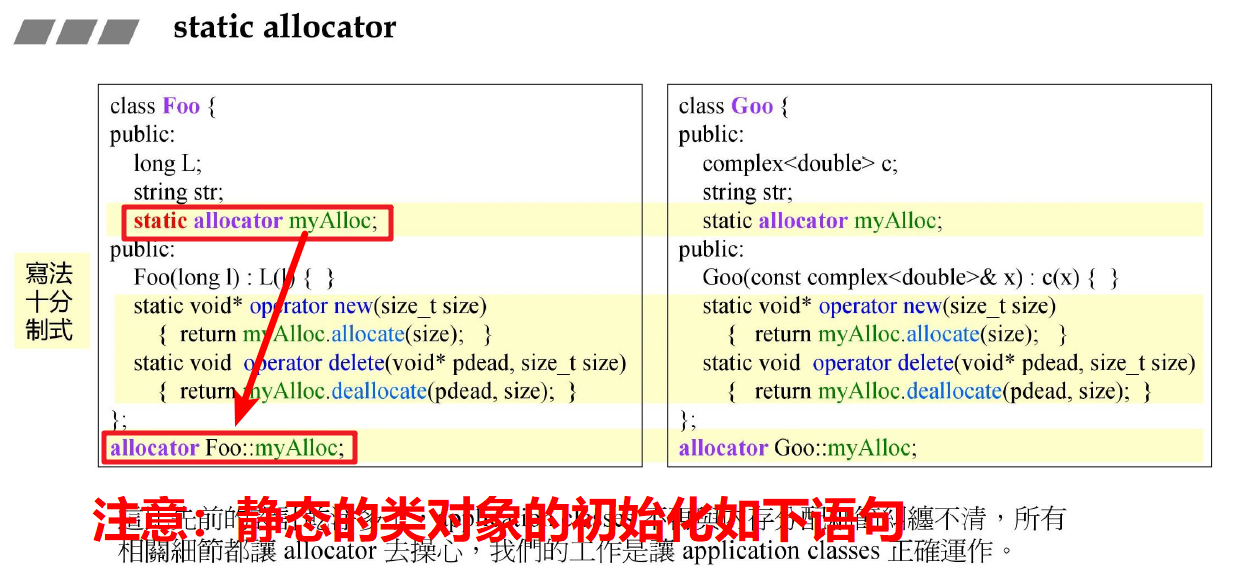 static allocator
class Foo {
public:
long L;
string str;
static allocator myAlloc;
public:
Foo(long l) : L(l) { }
static void* operator new(size_t size)
{ return myAlloc.allocate(size); }
static void operator delete(void* pdead, size_t size)
{ return myAlloc.deallocate(pdead, size); }
};
allocator Foo::myAlloc;
class Goo {
public:
complex<double> c;
string str;
static allocator myAlloc;
public:
Goo(const complex<double>& x) : c(x) { }
static void* operator new(size_t size)
{ return myAlloc.allocate(size); }
static void operator delete(void* pdead, size_t size)
{ return myAlloc.deallocate(pdead, size); }
};
allocator Goo::myAlloc;
寫法
十分
制式
注意：静态的类对象的初始化如下语句
糾纏不清，所有
相關細節都讓 allocator 去操心，我們的工作是讓 application classes 正確運作。